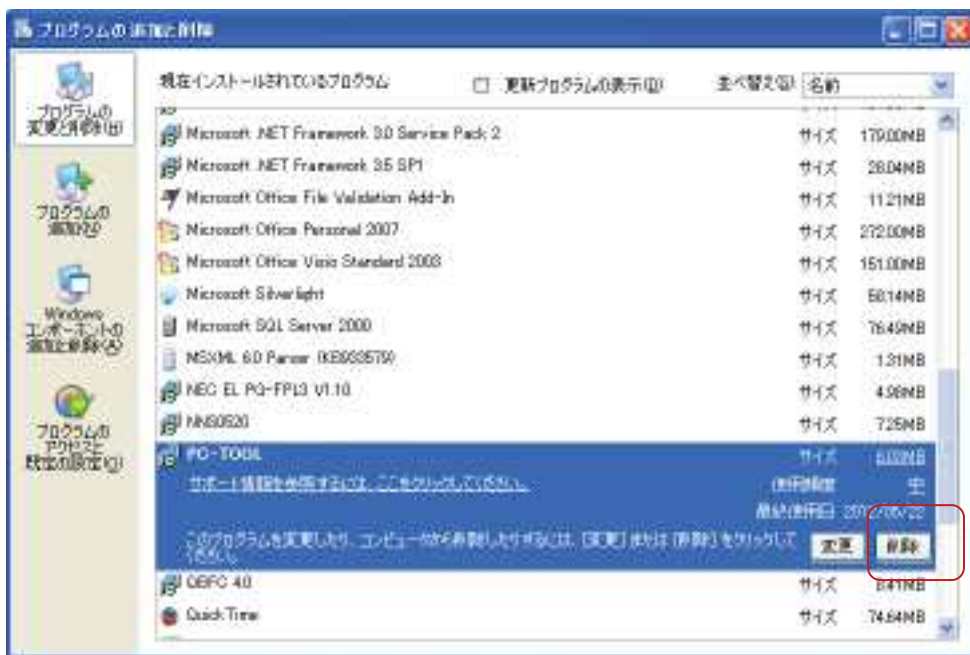 プログラムの追加と削除
現在インストールされているプログラム
更新プログラムの表示(D)
並べ替え(S)
名前
プログラムの
変更と削除(H)
プログラムの
追加(N)
Windows
コンポーネントの
追加と削除(A)
プログラムの
アクセスと
既定の設定(O)
Microsoft .NET Framework 3.0 Service Pack 2 サイズ 179.00MB
Microsoft .NET Framework 3.5 SP1 サイズ 28.04MB
Microsoft Office File Validation Add-In サイズ 11.21MB
Microsoft Office Personal 2007 サイズ 272.00MB
Microsoft Office Visio Standard 2003 サイズ 151.00MB
Microsoft Silverlight サイズ 58.14MB
Microsoft SQL Server 2000 サイズ 76.49MB
MSXML 6.0 Parser (KB933579) サイズ 1.31MB
NEC EL PG-FPL3 V1.10 サイズ 4.98MB
NNS0520 サイズ 7.25MB
PC-TOOL サイズ
サポート情報を参照するには、ここをクリックしてください。
使用頻度 中
最終使用日
このプログラムを変更したり、コンピュータから削除したりするには、[変更] または [削除] をクリックして
ください。
変更 削除
QBFC 4.0 サイズ 8.41MB
QuickTime サイズ 74.64MB